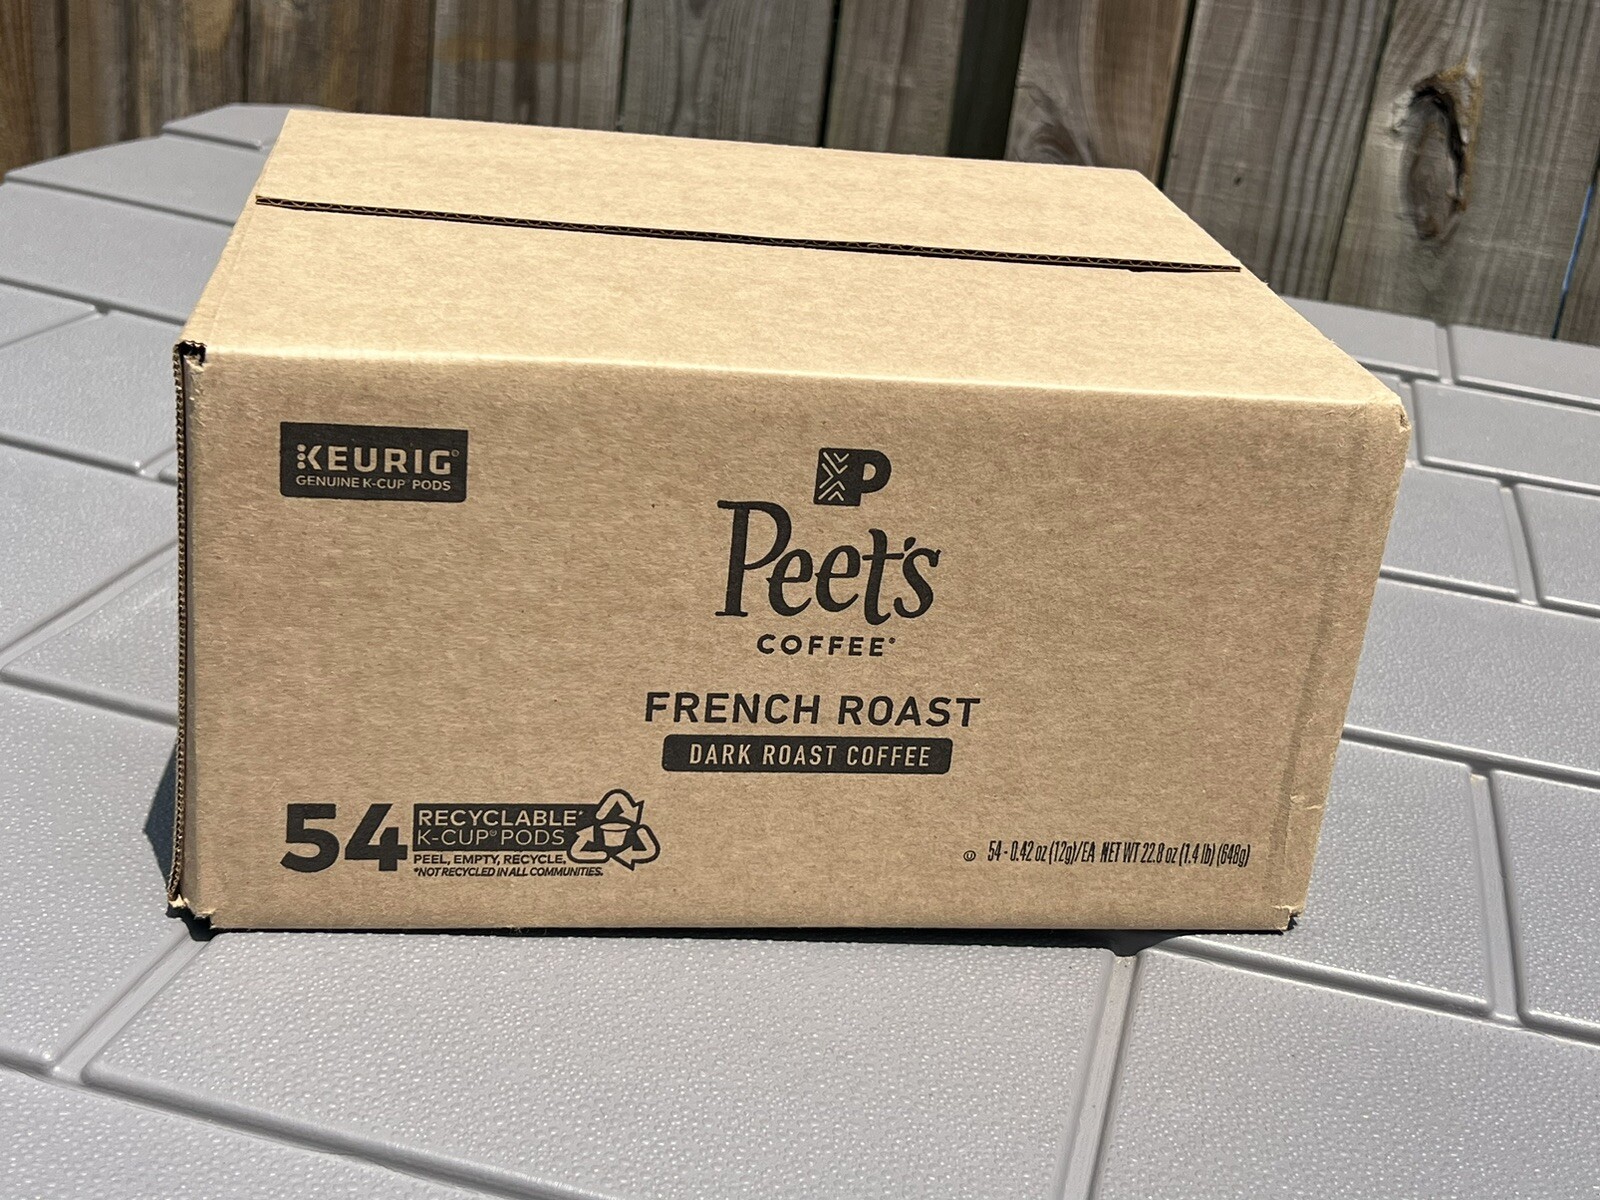 KEURIG®
GENUINE K-CUP® PODS
P
Peet's
COFFEE®
FRENCH ROAST
DARK ROAST COFFEE
54
RECYCLABLE*
K-CUP® PODS
PEEL, EMPTY, RECYCLE.
*NOT RECYCLED IN ALL COMMUNITIES.
U 54 - 0.42 oz (12g)/EA NET WT 22.8 oz (1.4 lb) (648g)